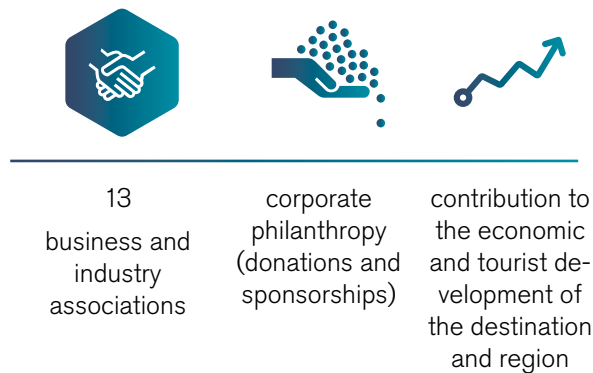 13
business and
industry
associations
corporate
philanthropy
(donations and
sponsorships)
contribution to
the economic
and tourist de-
velopment of
the destination
and region